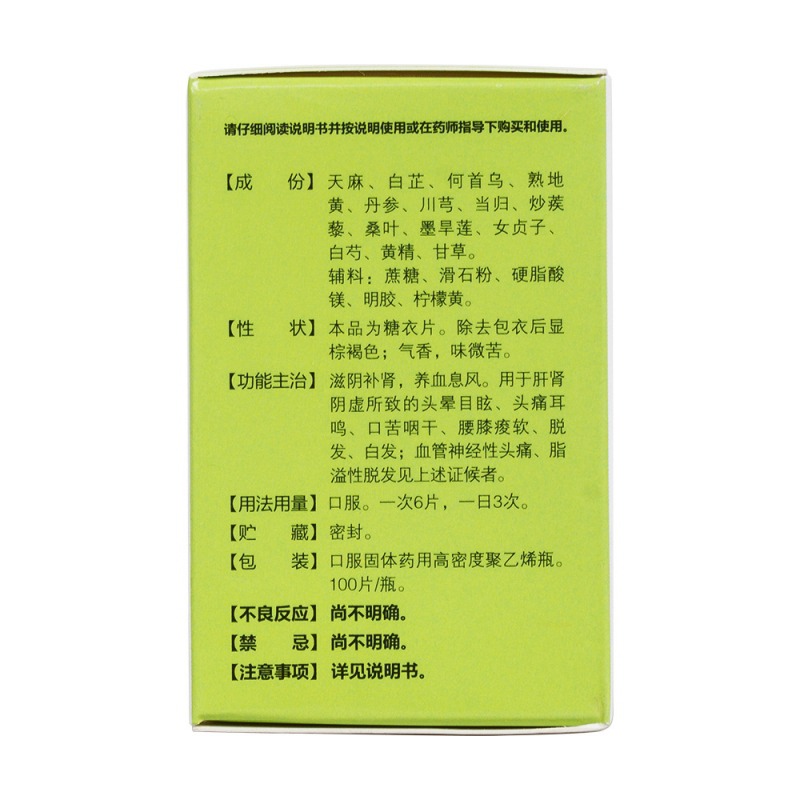 请仔细阅读说明书并按说明使用或在药师指导下购买和使用。
【成 份】天麻、白芷、何首乌、熟地
黄、丹参、川芎、当归、炒蒺
藜、桑叶、墨旱莲、女贞子、
白芍、黄精、甘草。
辅料：蔗糖、滑石粉、硬脂酸
镁、明胶、柠檬黄。
【性 状】本品为糖衣片。除去包衣后显
棕褐色；气香，味微苦。
【功能主治】滋阴补肾，养血息风。用于肝肾
阴虚所致的头晕目眩、头痛耳
鸣、口苦咽干、腰膝痠软、脱
发、白发；血管神经性头痛、脂
溢性脱发见上述证候者。
【用法用量】口服。一次6片，一日3次。
【贮 藏】密封。
【包 装】口服固体药用高密度聚乙烯瓶。
100片/瓶。
【不良反应】尚不明确。
【禁 忌】尚不明确。
【注意事项】详见说明书。